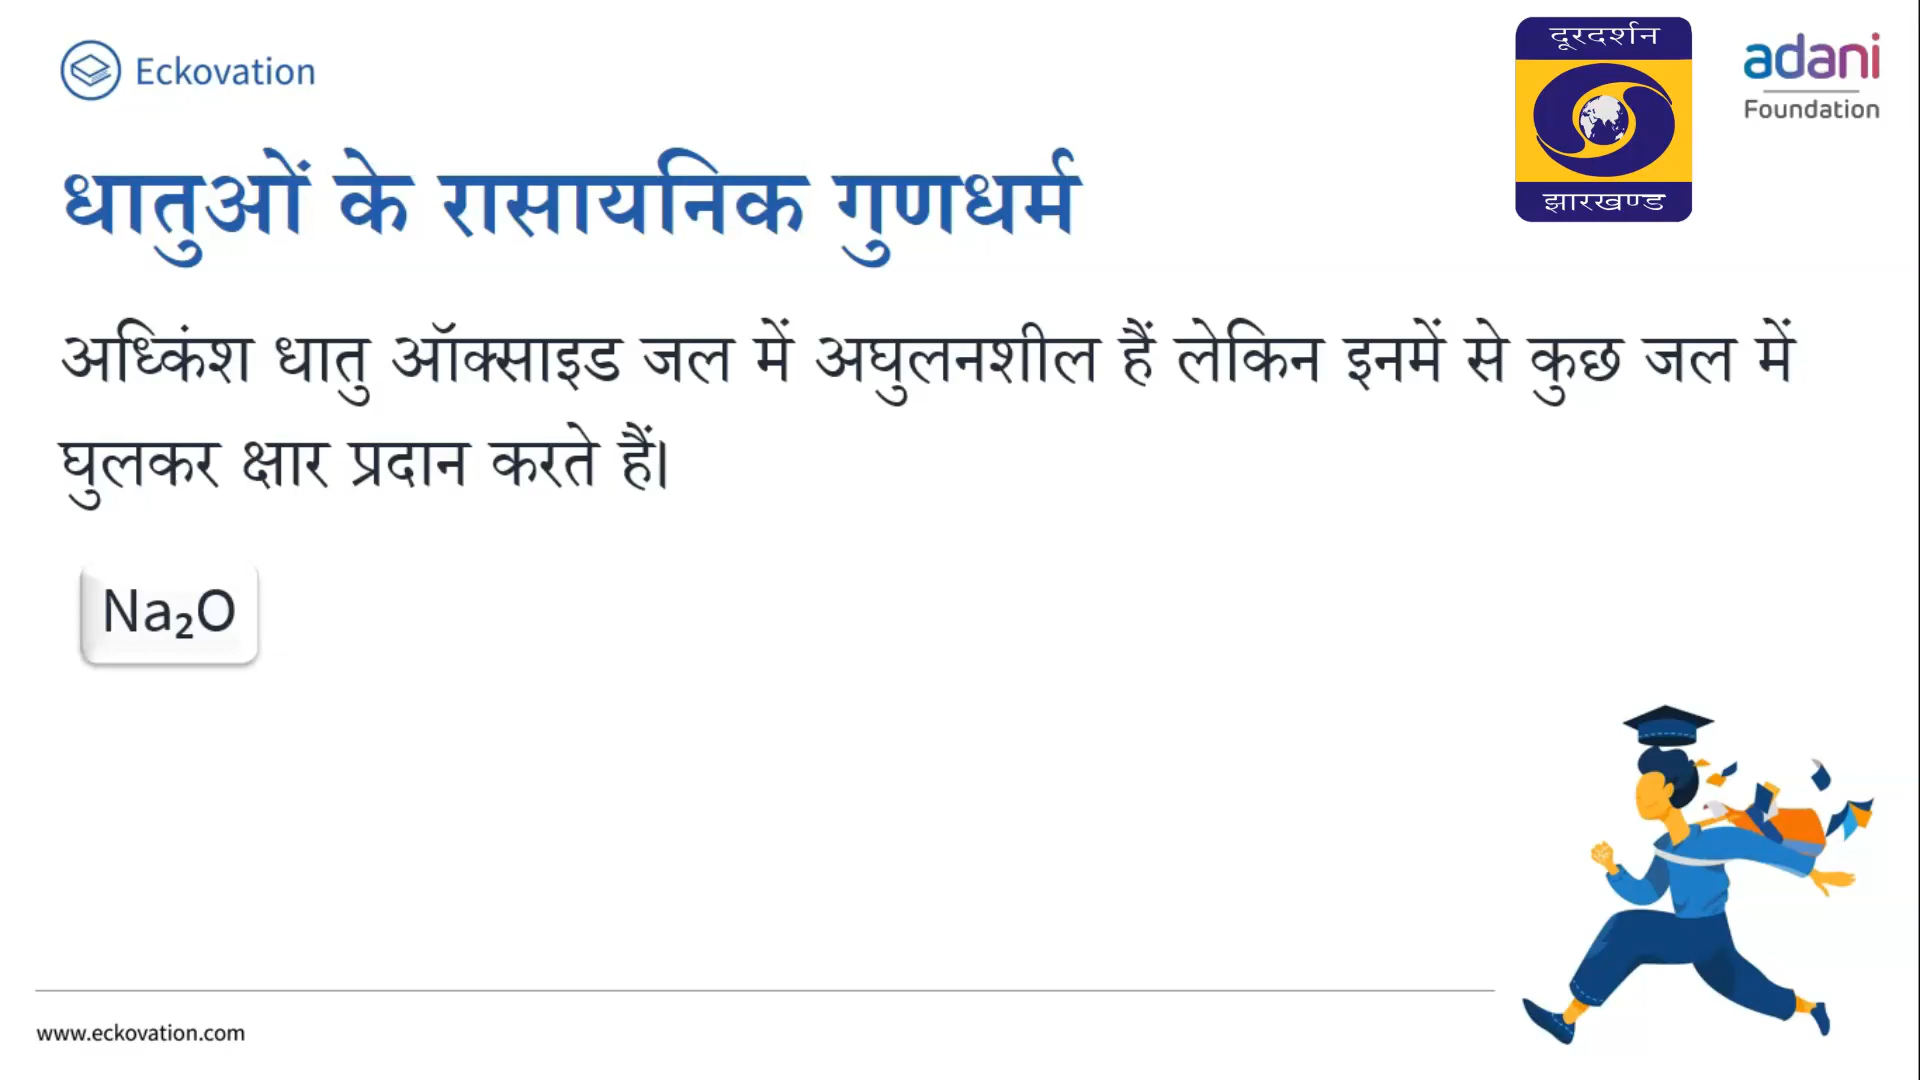 Eckovation
दूरदर्शन
adani
Foundation
झारखण्ड
धातुओं के रासायनिक गुणधर्म
अध्किंश धातु ऑक्साइड जल में अघुलनशील हैं लेकिन इनमें से कुछ जल में
घुलकर क्षार प्रदान करते हैं।
Na₂O
www.eckovation.com